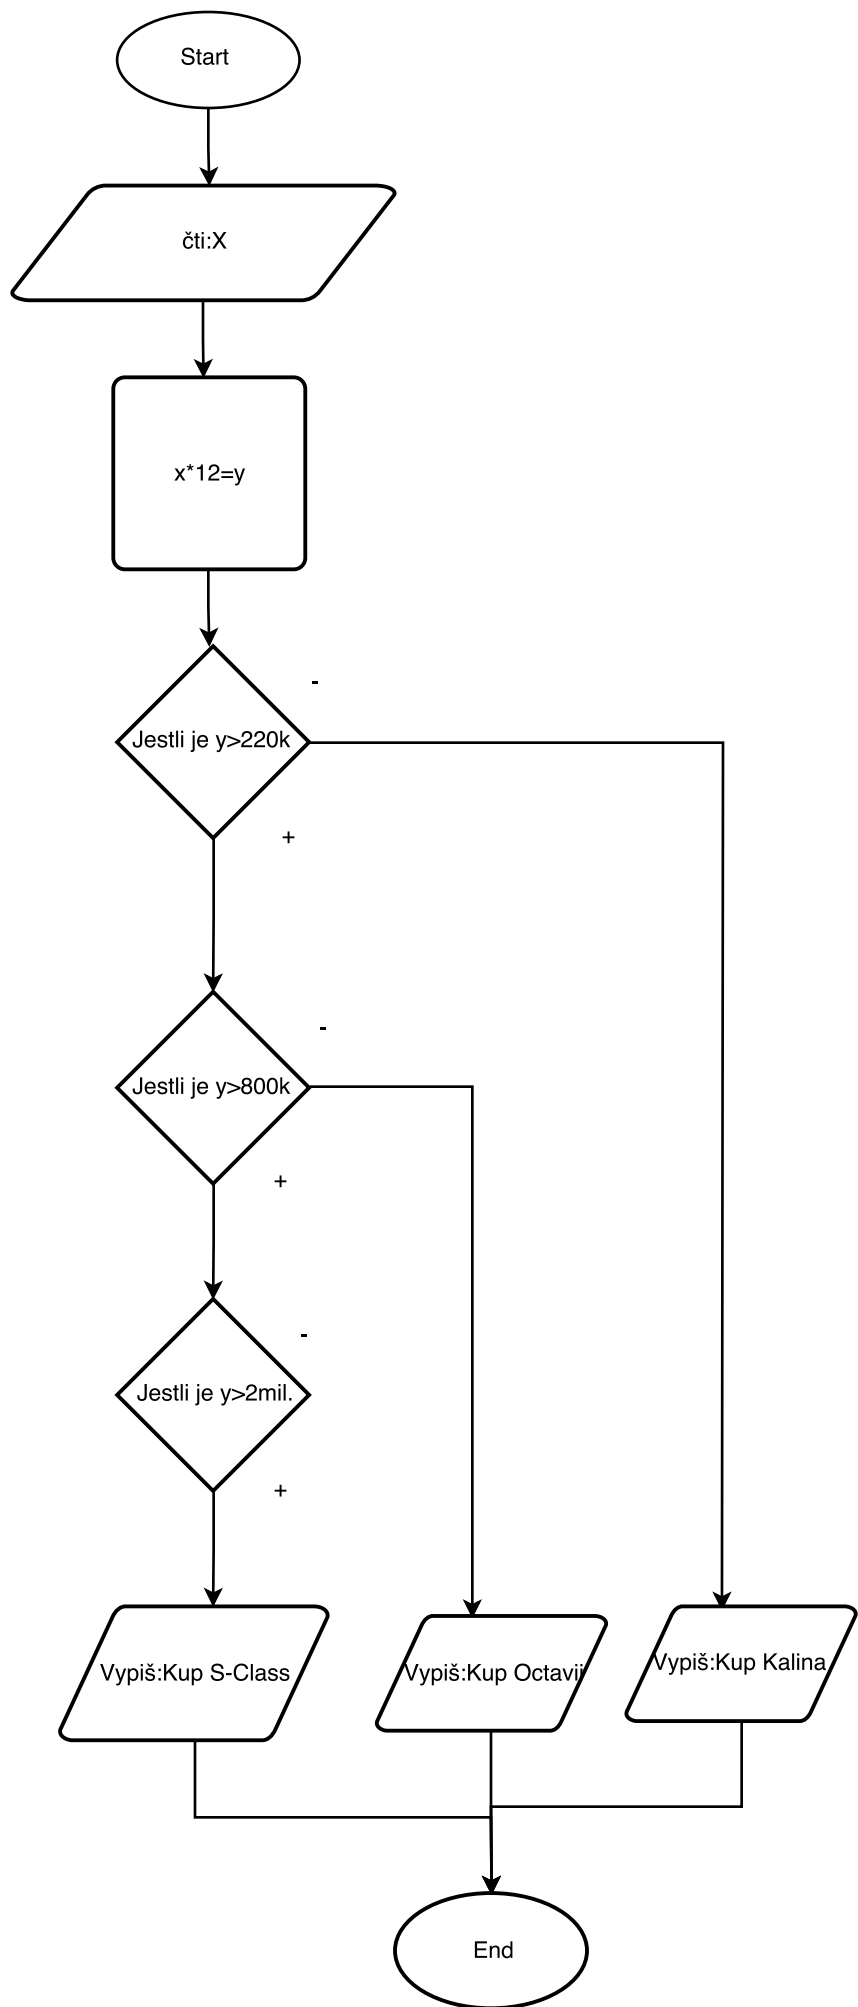 Start
čti:X
x*12=y
-
Jestli je y>220k
+
-
Jestli je y>800k
+
-
Jestli je y>2mil.
+
Vypiš:Kup S-Class
Vypiš:Kup Octavii
Vypiš:Kup Kalina
End